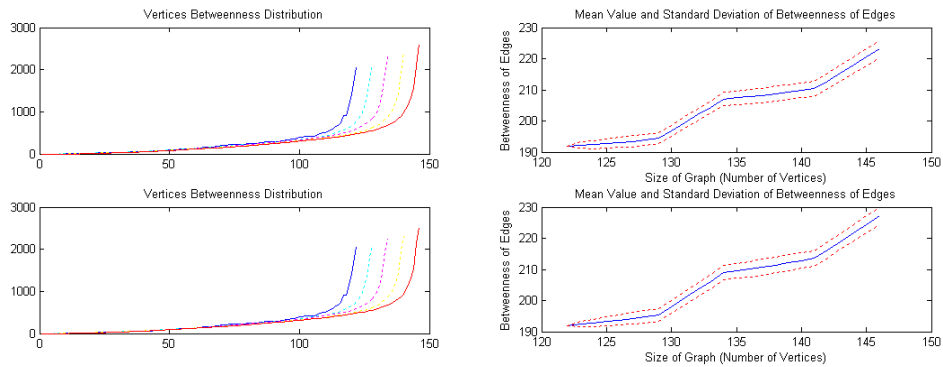 Vertices Betweenness Distribution
3000
2000
1000
0
0 50 100 150
Mean Value and Standard Deviation of Betweenness of Edges
Betweenness of Edges
230
220
210
200
190
120 125 130 135 140 145 150
Size of Graph (Number of Vertices)
Vertices Betweenness Distribution
3000
2000
1000
0
0 50 100 150
Mean Value and Standard Deviation of Betweenness of Edges
Betweenness of Edges
230
220
210
200
190
120 125 130 135 140 145 150
Size of Graph (Number of Vertices)